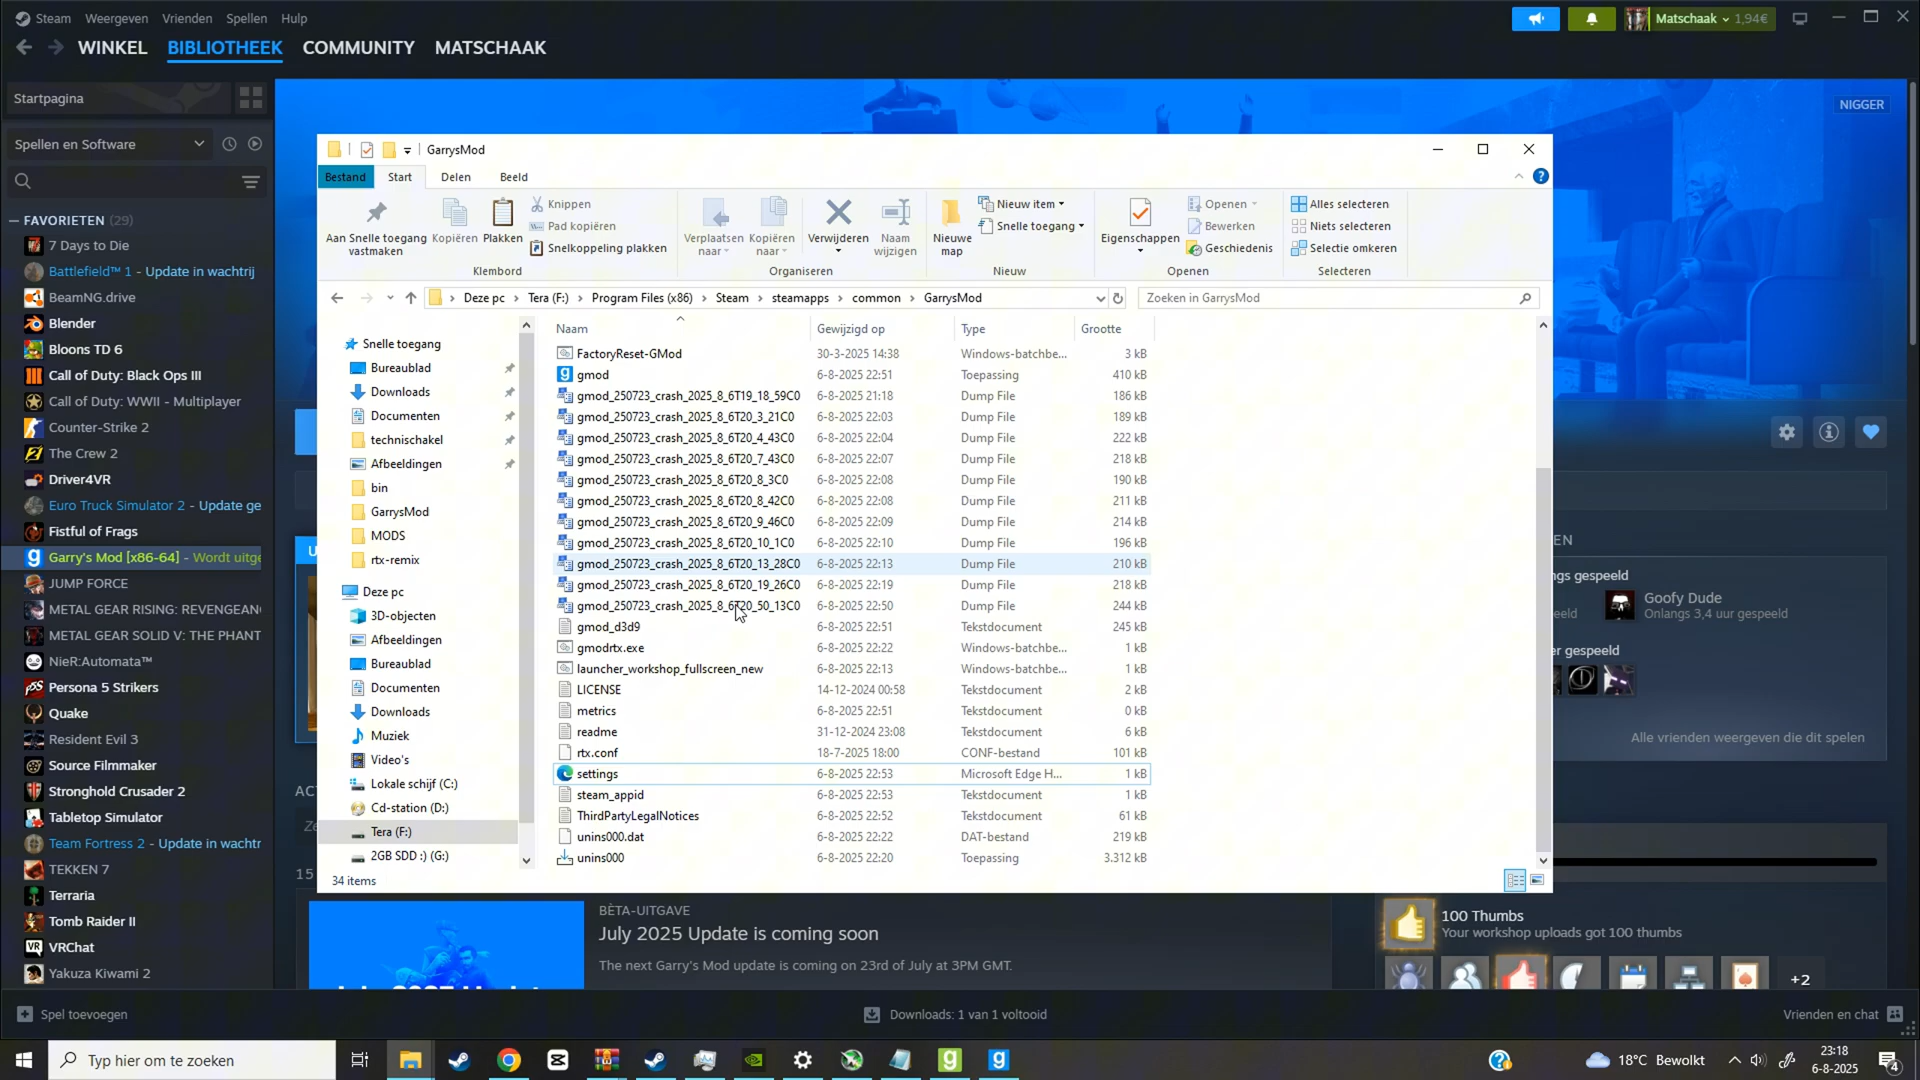 Steam Weergeven Vrienden Spellen Hulp
Matschaak 1,94€
WINKEL BIBLIOTHEEK COMMUNITY MATSCHAAK
Startpagina
NIGGER
Spellen en Software
FAVORIETEN (29)
7 Days to Die
Battlefield™ 1 - Update in wachtrij
BeamNG.drive
Blender
Bloons TD 6
Call of Duty: Black Ops III
Call of Duty: WWII - Multiplayer
Counter-Strike 2
The Crew 2
Driver4VR
Euro Truck Simulator 2 - Update ge
Fistful of Frags
Garry's Mod [x86-64] - Wordt uitge
JUMP FORCE
METAL GEAR RISING: REVENGEAN
METAL GEAR SOLID V: THE PHANT
NieR:Automata™
Persona 5 Strikers
Quake
Resident Evil 3
Source Filmmaker
Stronghold Crusader 2
Tabletop Simulator
Team Fortress 2 - Update in wachtr
TEKKEN 7
Terraria
Tomb Raider II
VRChat
Yakuza Kiwami 2
GarrysMod
Bestand Start Delen Beeld
Aan Snelle toegang vastmaken
Kopiëren
Plakken
Knippen
Pad kopiëren
Snelkoppeling plakken
Klembord
Verplaatsen naar
Kopiëren naar
Verwijderen
Naam wijzigen
Organiseren
Nieuwe map
Nieuw item
Snelle toegang
Nieuw
Eigenschappen
Openen
Bewerken
Geschiedenis
Openen
Alles selecteren
Niets selecteren
Selectie omkeren
Selecteren
Deze pc > Tera (F:) > Program Files (x86) > Steam > steamapps > common > GarrysMod
Zoeken in GarrysMod
Snelle toegang
Bureaublad
Downloads
Documenten
technischakel
Afbeeldingen
bin
GarrysMod
MODS
rtx-remix
Deze pc
3D-objecten
Afbeeldingen
Bureaublad
Documenten
Downloads
Muziek
Video's
Lokale schijf (C:)
Cd-station (D:)
Tera (F:)
2GB SDD :) (G:)
Naam Gewijzigd op Type Grootte
FactoryReset-GMod 30-3-2025 14:38 Windows-batchbe... 3 kB
gmod 6-8-2025 22:51 Toepassing 410 kB
gmod_250723_crash_2025_8_6T19_18_59C0 6-8-2025 21:18 Dump File 186 kB
gmod_250723_crash_2025_8_6T20_3_21C0 6-8-2025 22:03 Dump File 189 kB
gmod_250723_crash_2025_8_6T20_4_43C0 6-8-2025 22:04 Dump File 222 kB
gmod_250723_crash_2025_8_6T20_7_43C0 6-8-2025 22:07 Dump File 218 kB
gmod_250723_crash_2025_8_6T20_8_3C0 6-8-2025 22:08 Dump File 190 kB
gmod_250723_crash_2025_8_6T20_8_42C0 6-8-2025 22:08 Dump File 211 kB
gmod_250723_crash_2025_8_6T20_9_46C0 6-8-2025 22:09 Dump File 214 kB
gmod_250723_crash_2025_8_6T20_10_1C0 6-8-2025 22:10 Dump File 196 kB
gmod_250723_crash_2025_8_6T20_13_28C0 6-8-2025 22:13 Dump File 210 kB
gmod_250723_crash_2025_8_6T20_19_26C0 6-8-2025 22:19 Dump File 218 kB
gmod_250723_crash_2025_8_6T20_50_13C0 6-8-2025 22:50 Dump File 244 kB
gmod_d3d9 6-8-2025 22:51 Tekstdocument 245 kB
gmodrtx.exe 6-8-2025 22:22 Windows-batchbe... 1 kB
launcher_workshop_fullscreen_new 6-8-2025 22:13 Windows-batchbe... 1 kB
LICENSE 14-12-2024 00:58 Tekstdocument 2 kB
metrics 6-8-2025 22:51 Tekstdocument 0 kB
readme 31-12-2024 23:08 Tekstdocument 6 kB
rtx.conf 18-7-2025 18:00 CONF-bestand 101 kB
settings 6-8-2025 22:53 Microsoft Edge H... 1 kB
steam_appid 6-8-2025 22:53 Tekstdocument 1 kB
ThirdPartyLegalNotices 6-8-2025 22:52 Tekstdocument 61 kB
unins000.dat 6-8-2025 22:22 DAT-bestand 219 kB
unins000 6-8-2025 22:20 Toepassing 3.312 kB
34 items
EN
ngs gespeeld
eeld
Goofy Dude
Onlangs 3,4 uur gespeeld
er gespeeld
Alle vrienden weergeven die dit spelen
BÈTA-UITGAVE
July 2025 Update is coming soon
The next Garry's Mod update is coming on 23rd of July at 3PM GMT.
100 Thumbs
Your workshop uploads got 100 thumbs
+2
Spel toevoegen
Downloads: 1 van 1 voltooid
Vrienden en chat
Typ hier om te zoeken
18°C Bewolkt
23:18
6-8-2025
4